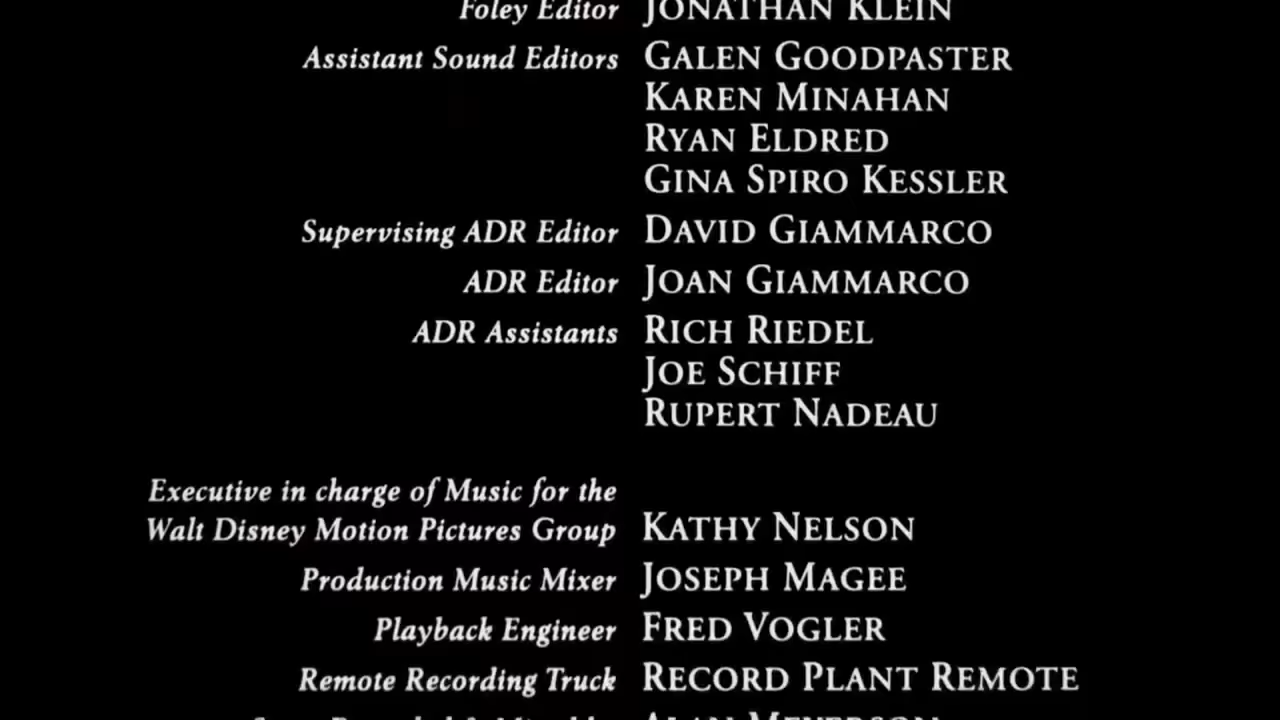 Foley Editor JONATHAN KLEIN
Assistant Sound Editors GALEN GOODPASTER
KAREN MINAHAN
RYAN ELDRED
GINA SPIRO KESSLER
Supervising ADR Editor DAVID GIAMMARCO
ADR Editor JOAN GIAMMARCO
ADR Assistants RICH RIEDEL
JOE SCHIFF
RUPERT NADEAU
Executive in charge of Music for the
Walt Disney Motion Pictures Group KATHY NELSON
Production Music Mixer JOSEPH MAGEE
Playback Engineer FRED VOGLER
Remote Recording Truck RECORD PLANT REMOTE
ALAN MEYERSON